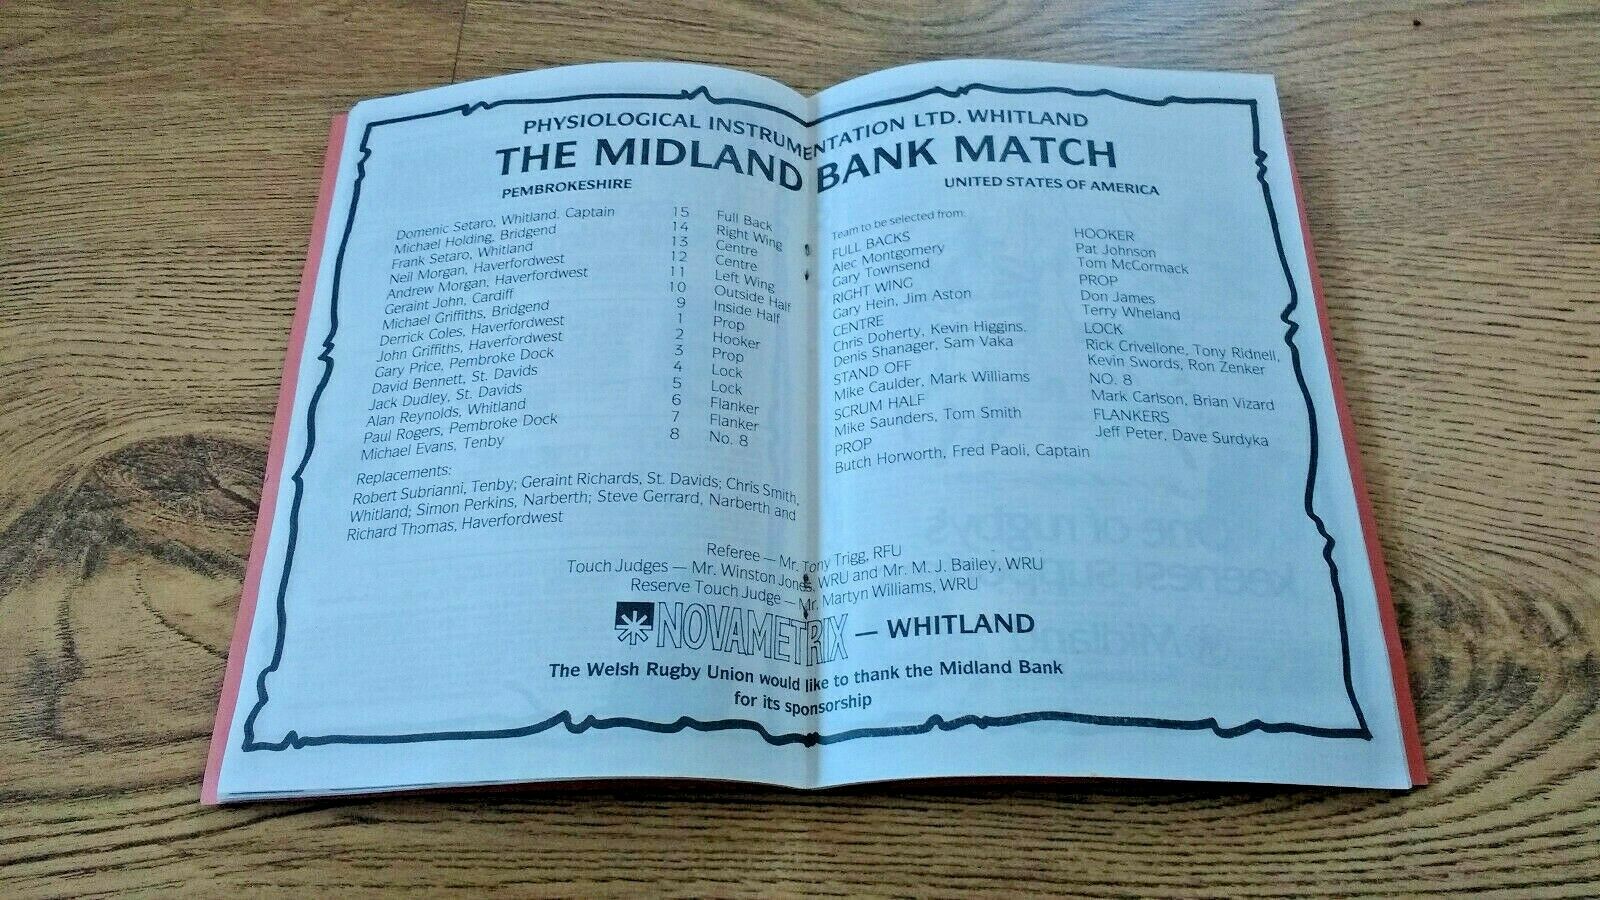 PHYSIOLOGICAL INSTRUMENTATION LTD. WHITLAND
THE MIDLAND BANK MATCH
PEMBROKESHIRE
Domenic Setaro, Whitland. Captain 15 Full Back
Michael Holding, Bridgend 14 Right Wing
Frank Setaro, Whitland 13 Centre
Neil Morgan, Haverfordwest 12 Centre
Andrew Morgan, Haverfordwest 11 Left Wing
Geraint John, Cardiff 10 Outside Half
Michael Griffiths, Bridgend 9 Inside Half
Derrick Coles, Haverfordwest 1 Prop
John Griffiths, Haverfordwest 2 Hooker
Gary Price, Pembroke Dock 3 Prop
David Bennett, St. Davids 4 Lock
Jack Dudley, St. Davids 5 Lock
Alan Reynolds, Whitland 6 Flanker
Paul Rogers, Pembroke Dock 7 Flanker
Michael Evans, Tenby 8 No. 8
Replacements:
Robert Subrianni, Tenby; Geraint Richards, St. Davids; Chris Smith,
Whitland; Simon Perkins, Narberth; Steve Gerrard, Narberth and
Richard Thomas, Haverfordwest
UNITED STATES OF AMERICA
Team to be selected from:
FULL BACKS
Alec Montgomery
Gary Townsend
RIGHT WING
Gary Hein, Jim Aston
CENTRE
Chris Doherty, Kevin Higgins.
Denis Shanager, Sam Vaka
STAND OFF
Mike Caulder, Mark Williams
SCRUM HALF
Mike Saunders, Tom Smith
PROP
Butch Horworth, Fred Paoli, Captain
HOOKER
Pat Johnson
Tom McCormack
PROP
Don James
Terry Wheland
LOCK
Rick Crivellone, Tony Ridnell,
Kevin Swords, Ron Zenker
NO. 8
Mark Carlson, Brian Vizard
FLANKERS
Jeff Peter, Dave Surdyka
Referee — Mr. Tony Trigg, RFU
Touch Judges — Mr. Winston Jones, WRU and Mr. M. J. Bailey, WRU
Reserve Touch Judge — Mr. Martyn Williams, WRU
NOVAMETRIX — WHITLAND
The Welsh Rugby Union would like to thank the Midland Bank
for its sponsorship